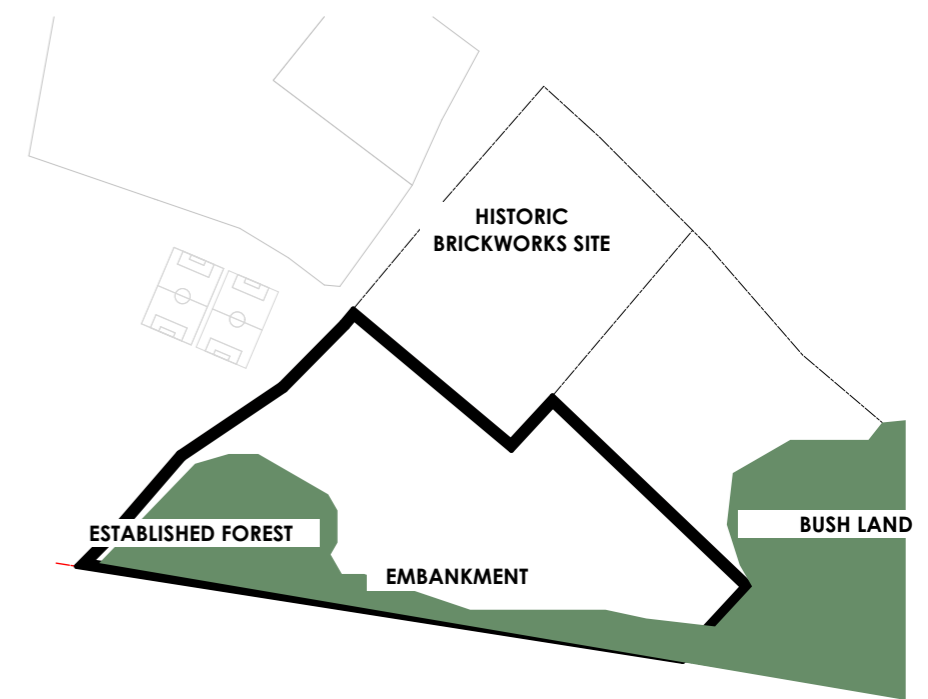 HISTORIC
BRICKWORKS SITE
ESTABLISHED FOREST
BUSH LAND
EMBANKMENT